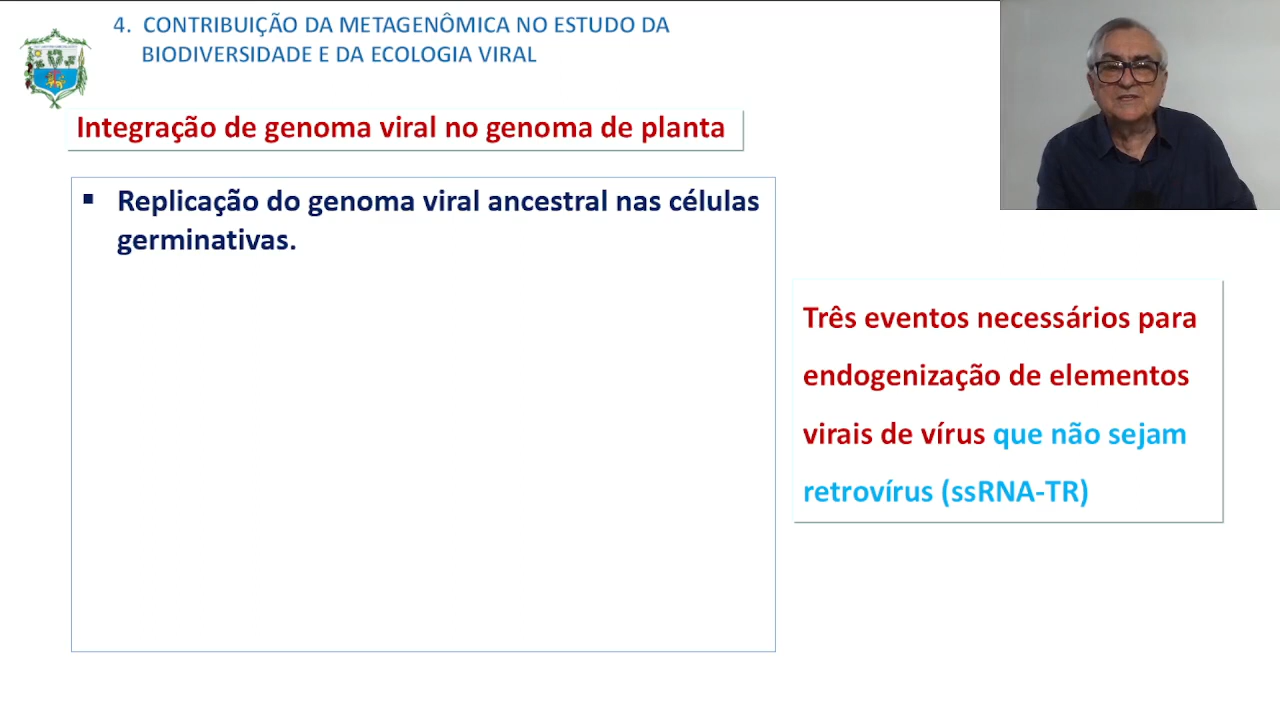 4. CONTRIBUIÇÃO DA METAGENÔMICA NO ESTUDO DA
BIODIVERSIDADE E DA ECOLOGIA VIRAL
Integração de genoma viral no genoma de planta
▪ Replicação do genoma viral ancestral nas células
germinativas.
Três eventos necessários para
endogenização de elementos
virais de vírus que não sejam
retrovírus (ssRNA-TR)